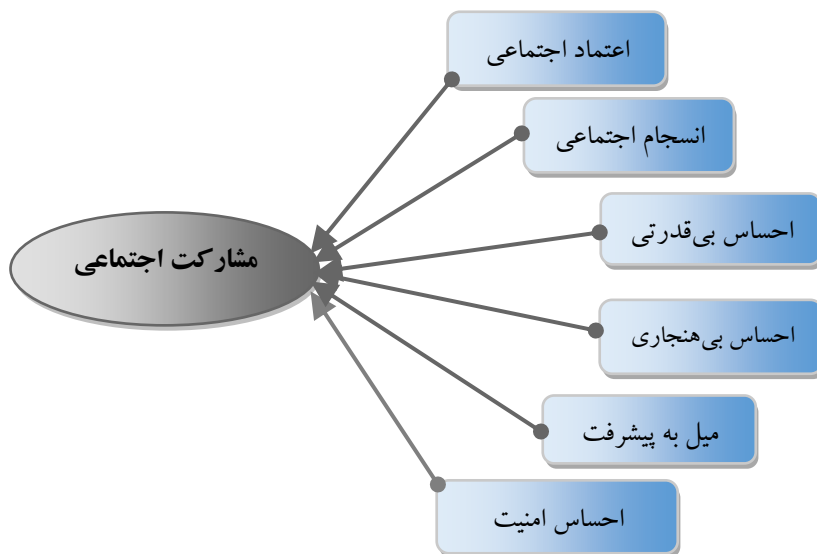 اعتماد اجتماعی
انسجام اجتماعی
احساس بی‌قدرتی
مشارکت اجتماعی
احساس بی‌هنجاری
میل به پیشرفت
احساس امنیت